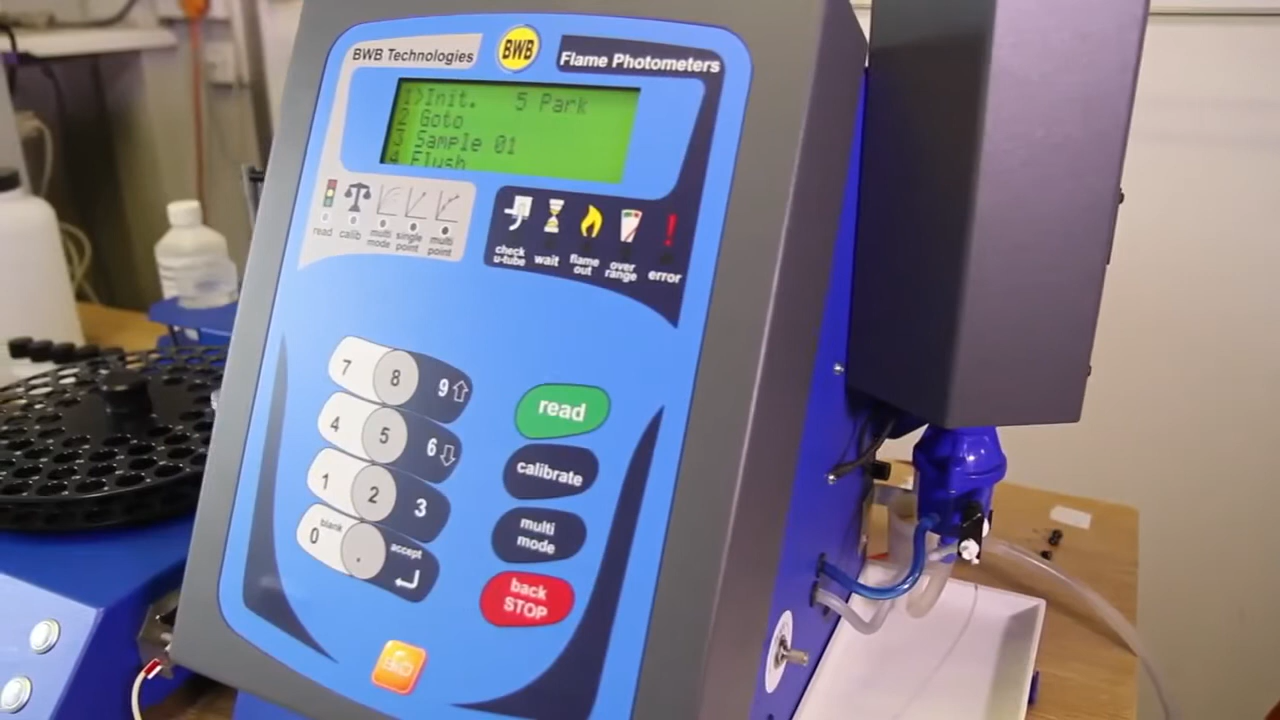 BWB Technologies
BWB
Flame Photometers
1>Init. 5 Park
2 Goto
3 Sample 01
4 Flush
read
calib
multi mode
single point
multi point
check u-tube
wait
flame out
over range
error
7 8 9
4 5 6
1 2 3
blank 0 . accept
read
calibrate
multi mode
back STOP